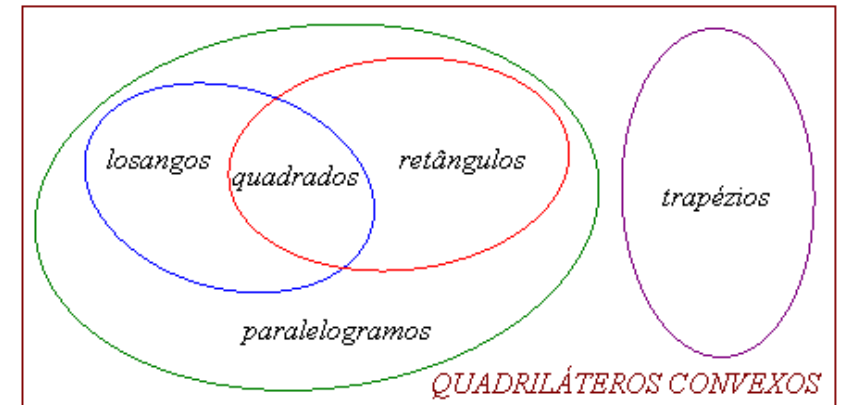 losangos
quadrados
retângulos
trapézios
paralelogramos
QUADRILÁTEROS CONVEXOS